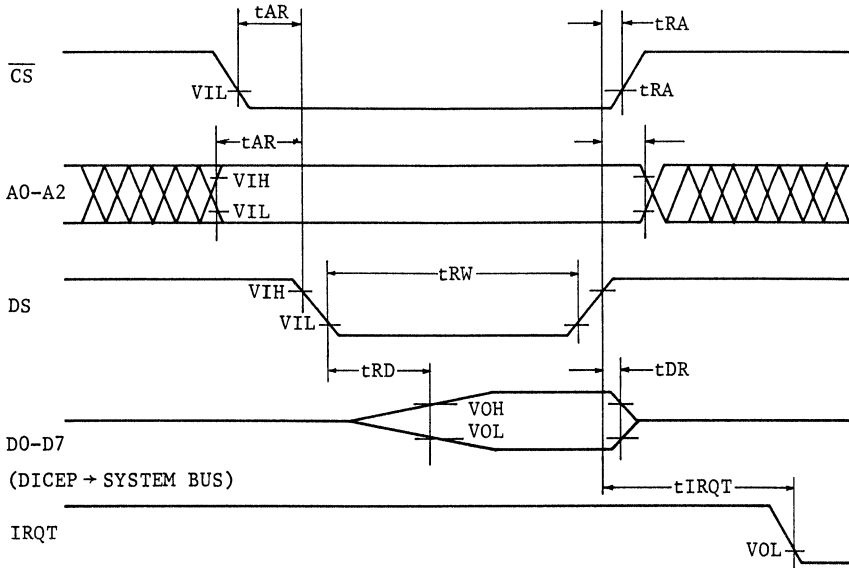 tAR
tRA
CS
VIL
tRA
tAR
VIH
A0-A2
VIL
tRW
VIH
DS
VIL
tRD
tDR
VOH
VOL
D0-D7
(DICEP → SYSTEM BUS)
tIRQT
IRQT
VOL